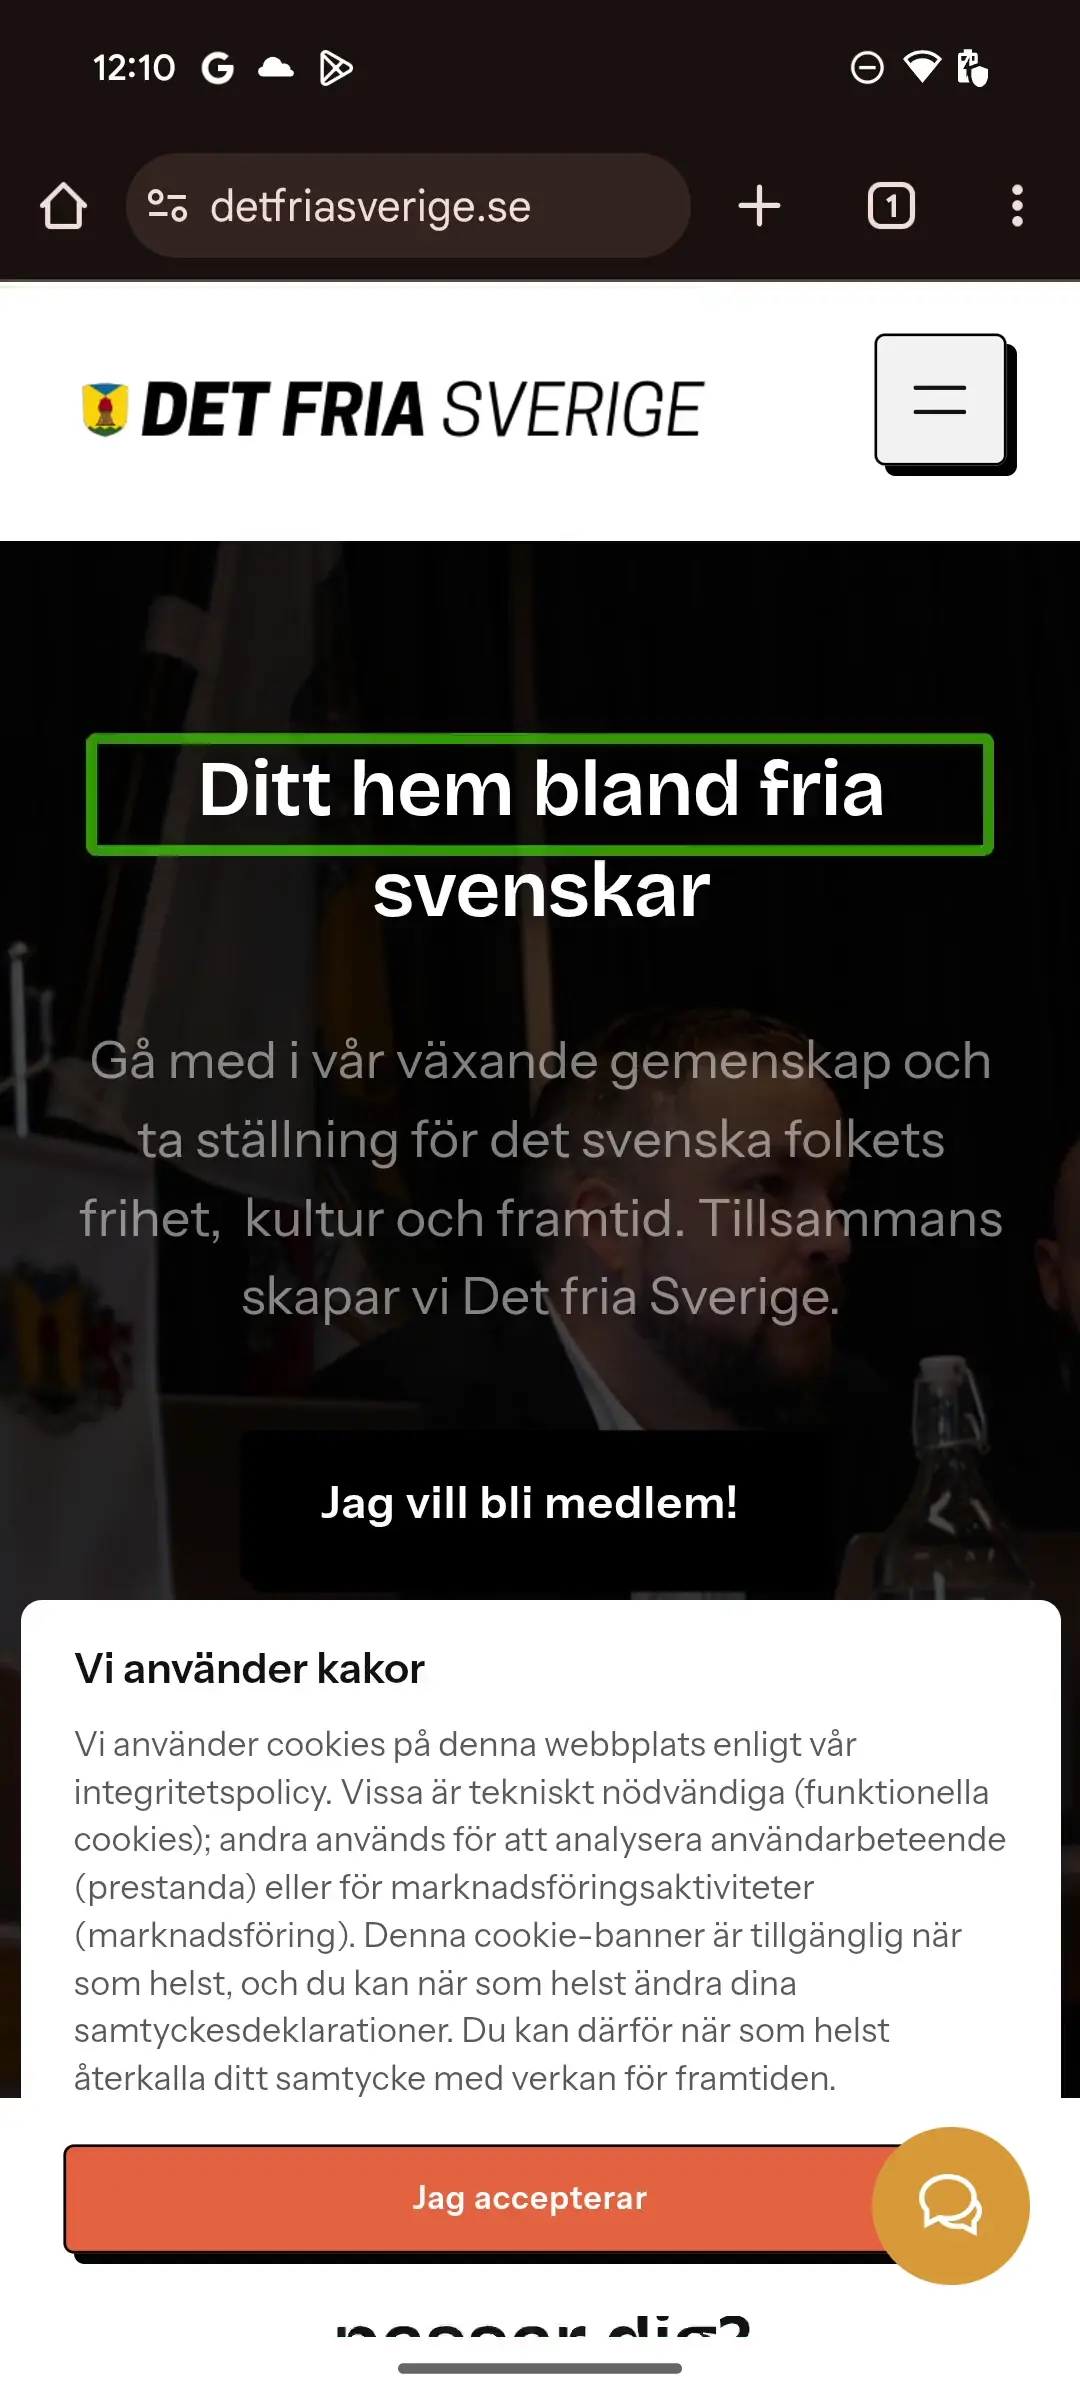 12:10
detfriasverige.se
1
DET FRIA SVERIGE
Ditt hem bland fria
svenskar
Gå med i vår växande gemenskap och
ta ställning för det svenska folkets
frihet, kultur och framtid. Tillsammans
skapar vi Det fria Sverige.
Jag vill bli medlem!
Vi använder kakor
Vi använder cookies på denna webbplats enligt vår
integritetspolicy. Vissa är tekniskt nödvändiga (funktionella
cookies); andra används för att analysera användarbeteende
(prestanda) eller för marknadsföringsaktiviteter
(marknadsföring). Denna cookie-banner är tillgänglig när
som helst, och du kan när som helst ändra dina
samtyckesdeklarationer. Du kan därför när som helst
återkalla ditt samtycke med verkan för framtiden.
Jag accepterar
passar dig?